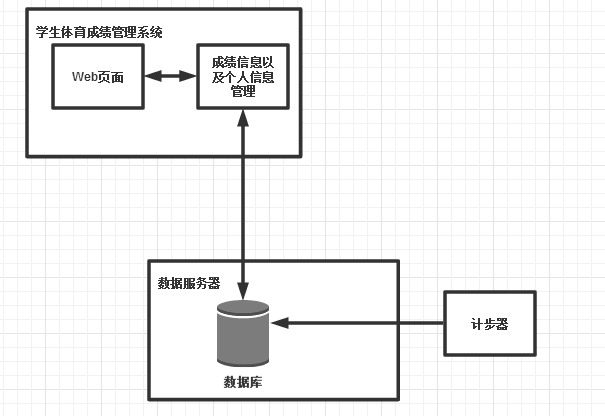 学生体育成绩管理系统
Web页面
成绩信息以
及个人信息
管理
数据服务器
计步器
数据库